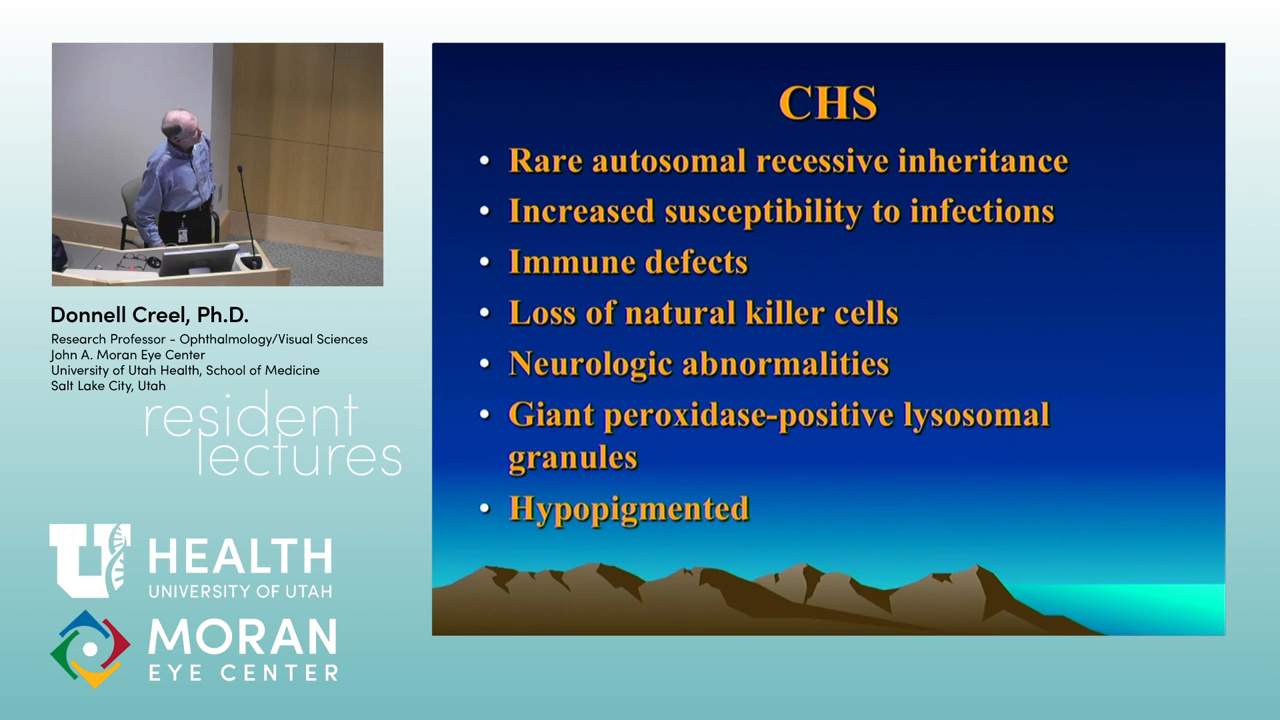 Donnell Creel, Ph.D.
Research Professor - Ophthalmology/Visual Sciences
John A. Moran Eye Center
University of Utah Health, School of Medicine
Salt Lake City, Utah
resident
lectures
U HEALTH
UNIVERSITY OF UTAH
MORAN
EYE CENTER
CHS
• Rare autosomal recessive inheritance
• Increased susceptibility to infections
• Immune defects
• Loss of natural killer cells
• Neurologic abnormalities
• Giant peroxidase-positive lysosomal
granules
• Hypopigmented